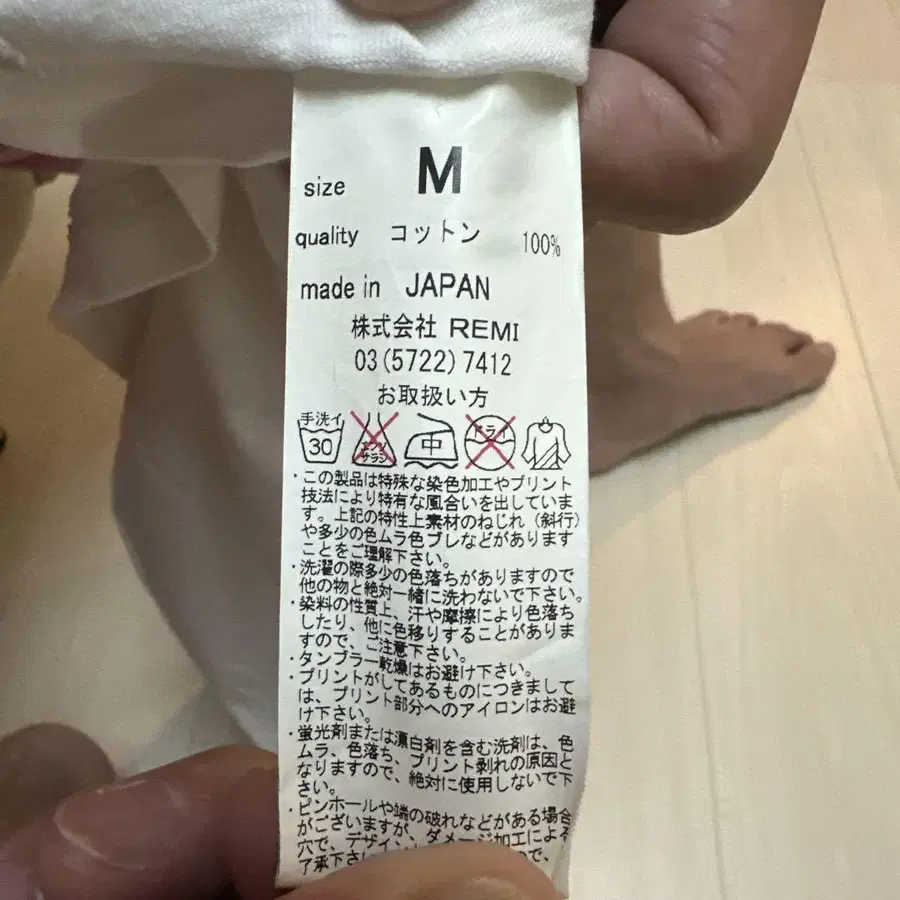 size M
quality コットン 100%
made in JAPAN
株式会社 REMI
03(5722)7412
お取扱い方
手洗イ
30
エンソ
サラシ
中
ドライ
・この製品は特殊な染色加工やプリント
技法により特有な風合いを出していま
す。上記の特性上素材のねじれ(斜行)
や多少の色ムラ色ブレなどがあります
ことをご理解下さい。
・洗濯の際多少の色落ちがありますので
他の物と絶対一緒に洗わないで下さい。
・染料の性質上、汗や摩擦により色落ち
したり、他に色移りすることがありま
すので、ご注意下さい。
・タンブラー乾燥はお避け下さい。
・プリントがしてあるものにつきまして
は、プリント部分へのアイロンはお避
け下さい。
・蛍光剤または漂白剤を含む洗剤は、色
ムラ、色落ち、プリント剥れの原因と
なりますので、絶対に使用しないで下
さい。
・ピンホールや端の破れなどがある場合
がございますが、ダメージ加工による
穴で、デザイン
了承下さ